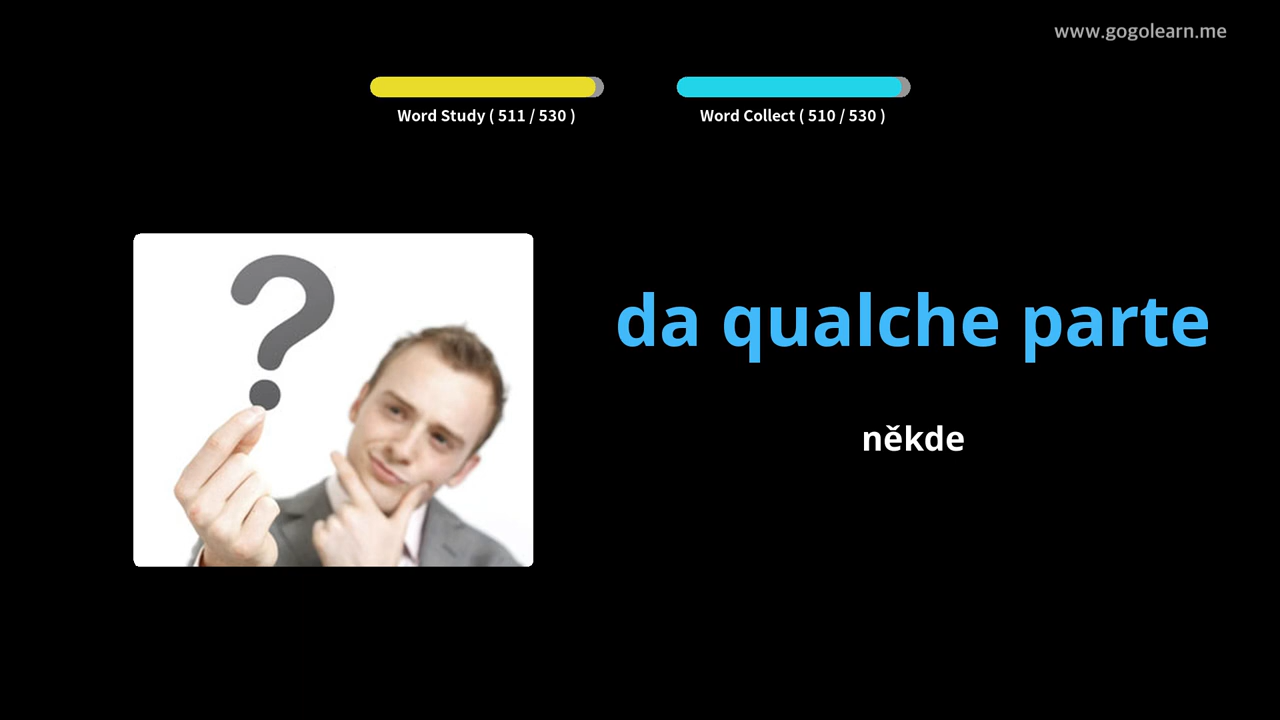 www.gogolearn.me
Word Study ( 511 / 530 )
Word Collect ( 510 / 530 )
da qualche parte
někde